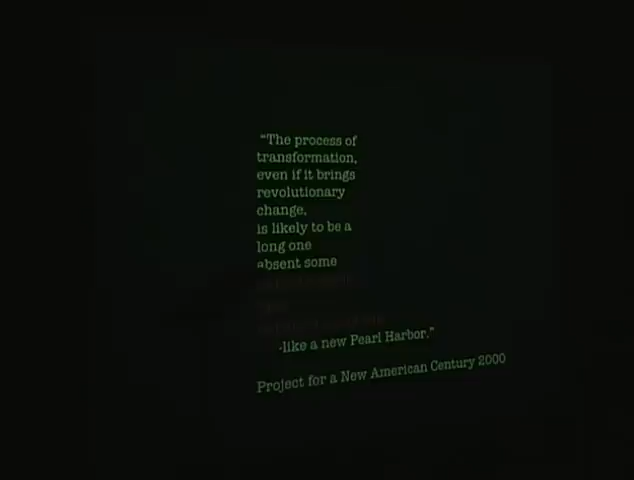 “The process of
transformation,
even if it brings
revolutionary
change,
is likely to be a
long one
absent some
-like a new Pearl Harbor.”
Project for a New American Century 2000